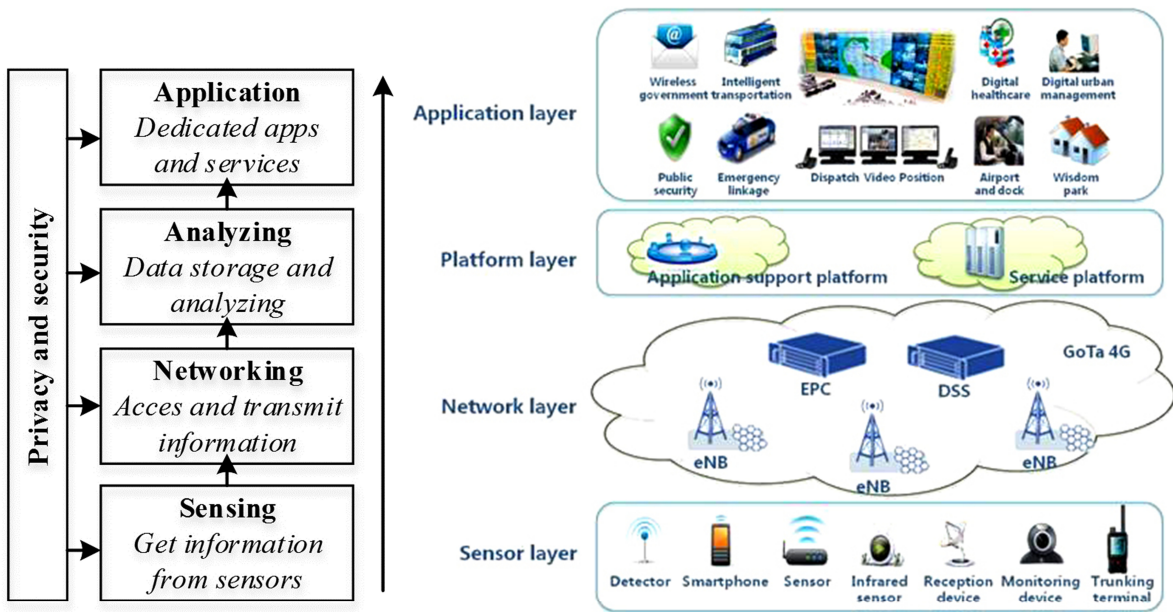 Privacy and security
Application
Dedicated apps
and services
Analyzing
Data storage and
analyzing
Networking
Acces and transmit
information
Sensing
Get information
from sensors
Application layer
Wireless
government
Intelligent
transportation
Digital
healthcare
Digital urban
management
Public
security
Emergency
linkage
Dispatch Video Position
Airport
and dock
Wisdom
park
Platform layer
Application support platform
Service platform
Network layer
GoTa 4G
EPC
DSS
eNB
eNB
eNB
Sensor layer
Detector
Smartphone
Sensor
Infrared
sensor
Reception
device
Monitoring
device
Trunking
terminal